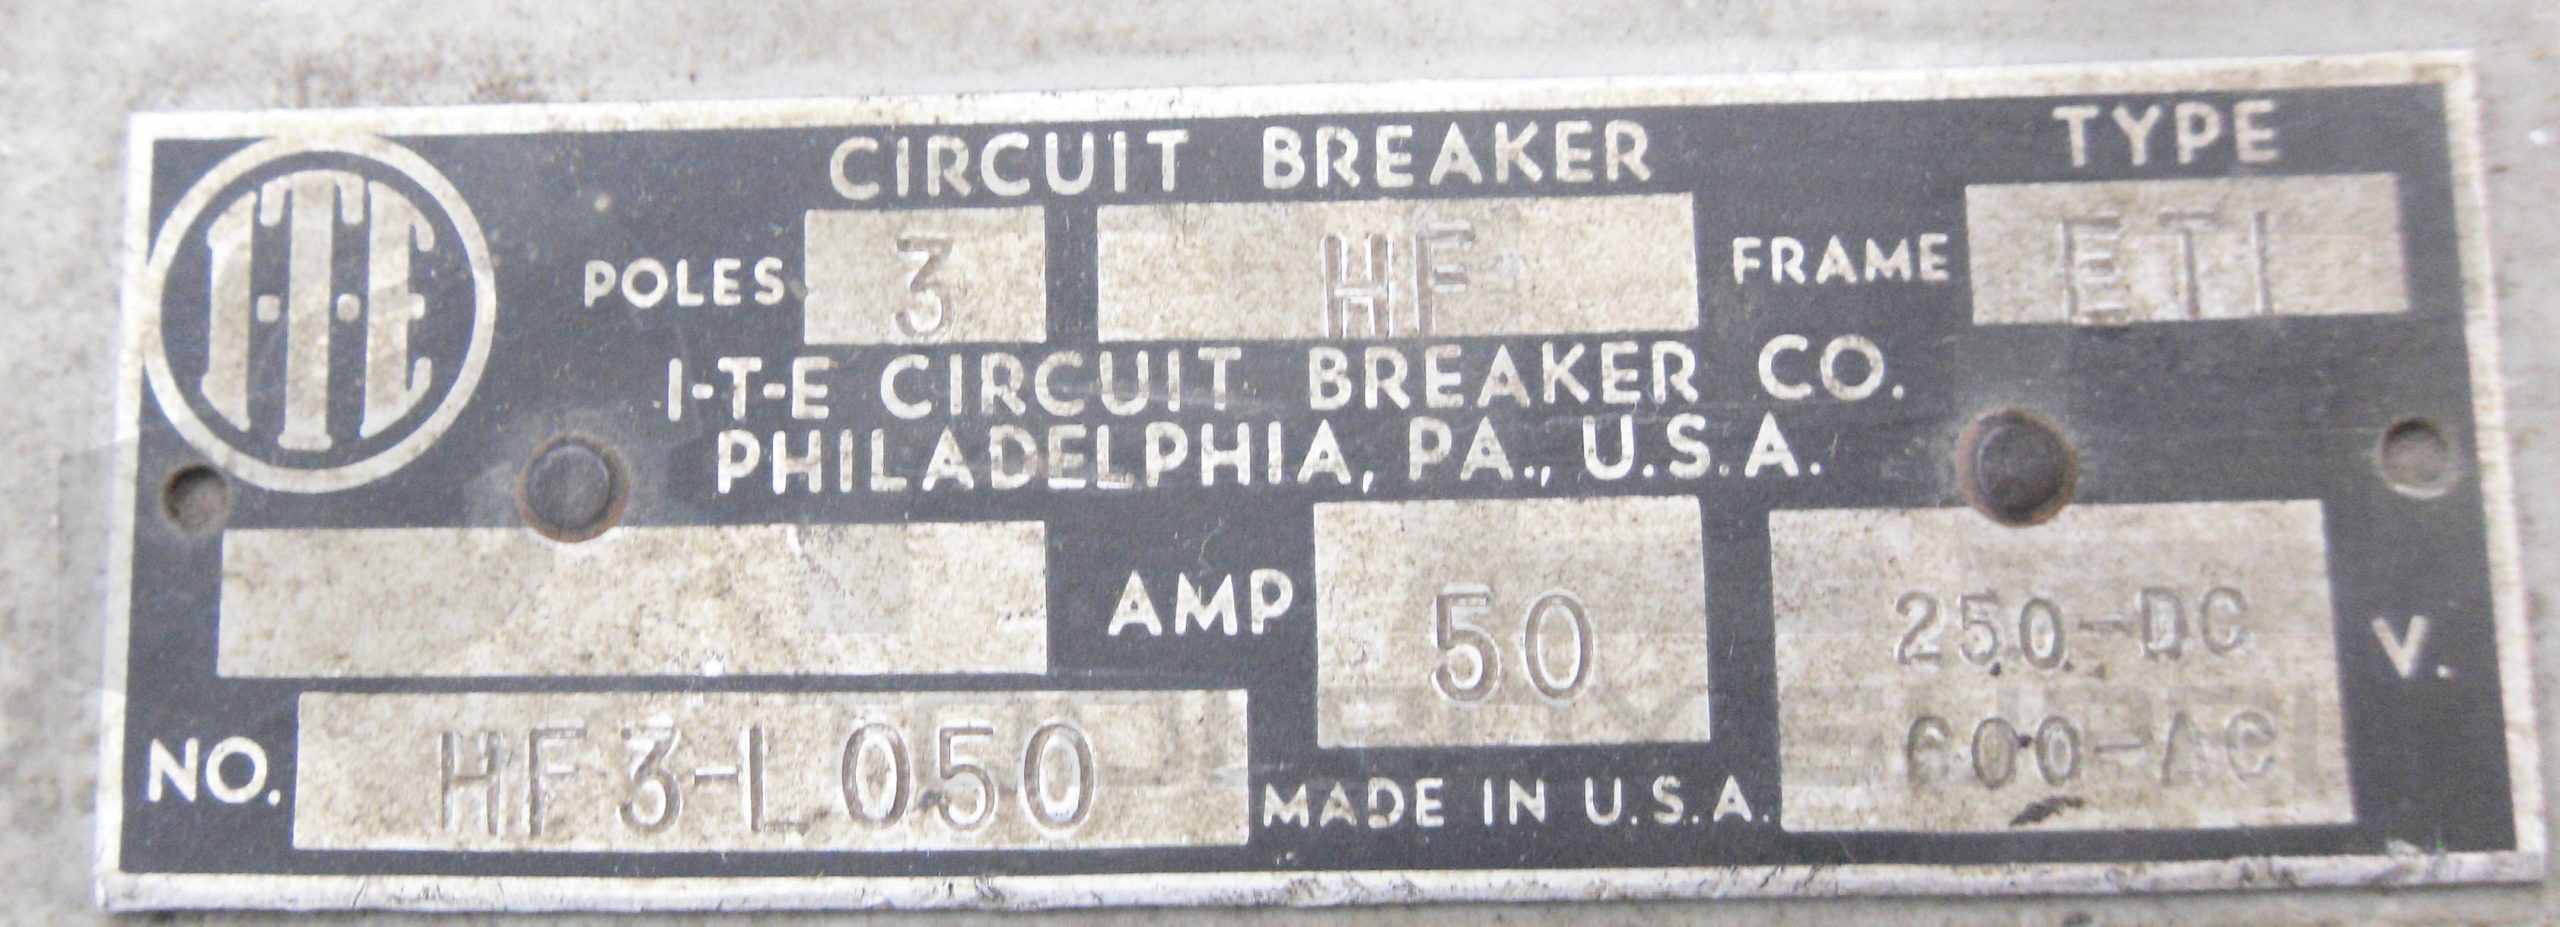 I-T-E
CIRCUIT BREAKER TYPE
POLES 3 HF FRAME ET1
I-T-E CIRCUIT BREAKER CO.
PHILADELPHIA, PA., U.S.A.
AMP 50 250-DC V.
600-AC
NO. HF3-L050 MADE IN U.S.A.